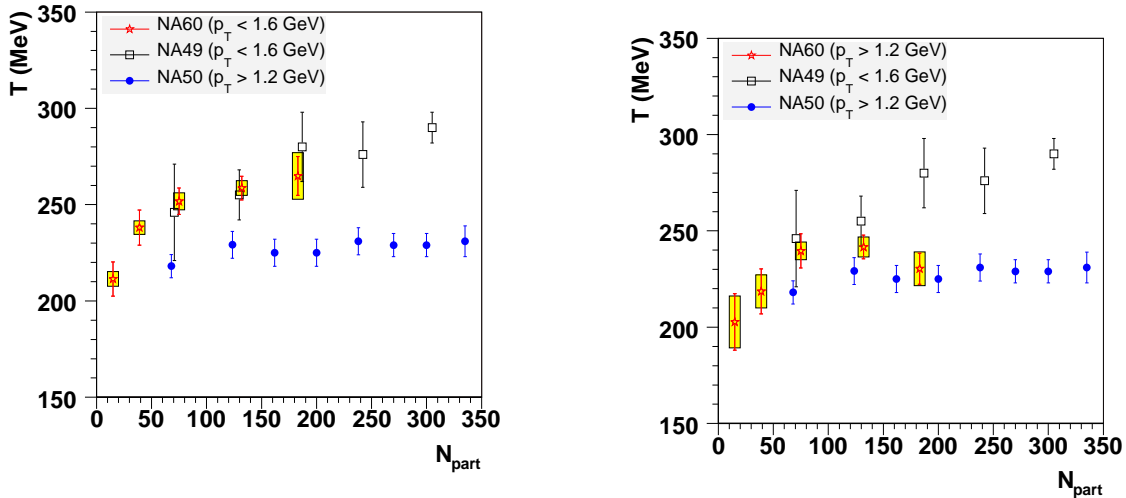 T (MeV)
350
300
250
200
150
NA60 (p_T < 1.6 GeV)
NA49 (p_T < 1.6 GeV)
NA50 (p_T > 1.2 GeV)
0 50 100 150 200 250 300 350
N_part
T (MeV)
350
300
250
200
150
NA60 (p_T > 1.2 GeV)
NA49 (p_T < 1.6 GeV)
NA50 (p_T > 1.2 GeV)
0 50 100 150 200 250 300 350
N_part